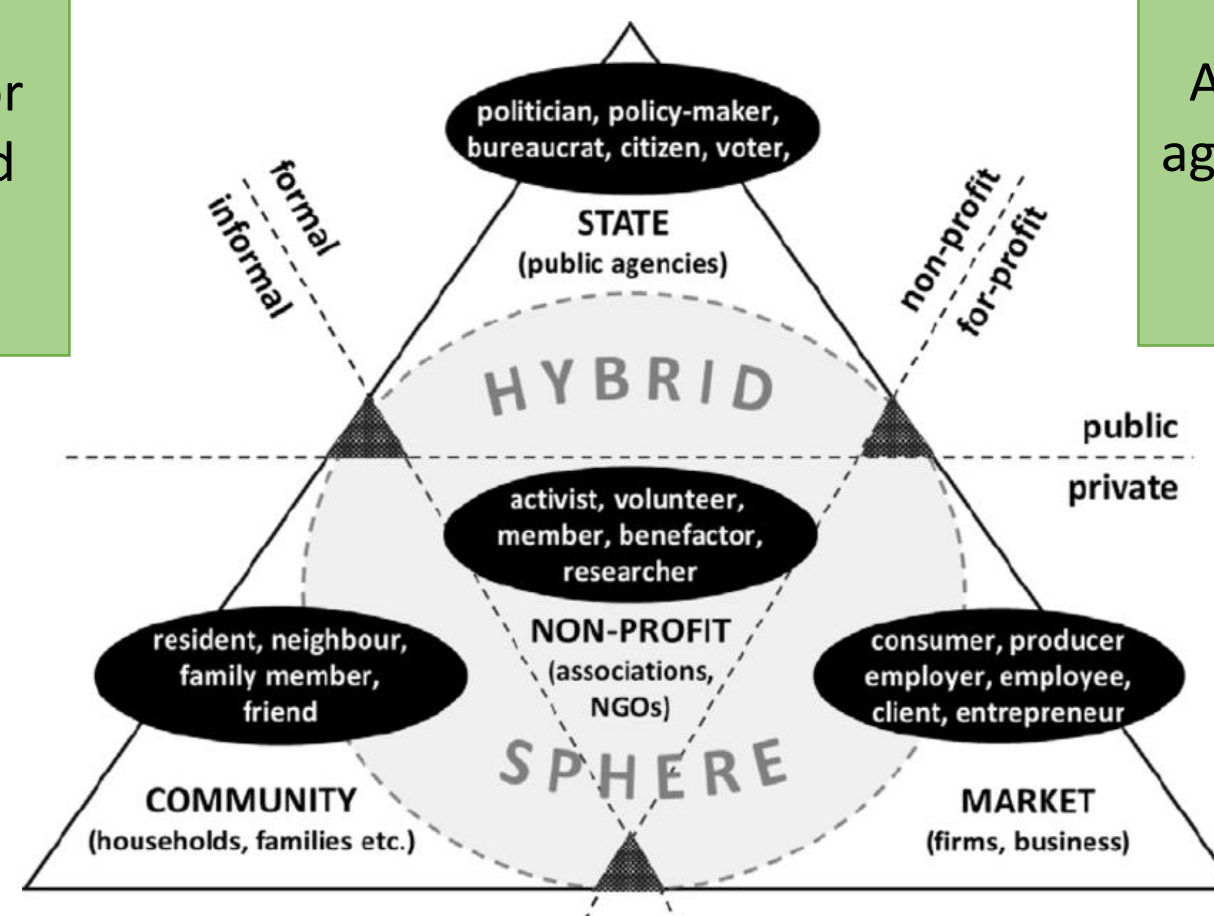 politician, policy-maker,
bureaucrat, citizen, voter,
formal
informal
STATE
(public agencies)
non-profit
for-profit
HYBRID
public
private
activist, volunteer,
member, benefactor,
researcher
NON-PROFIT
(associations,
NGOs)
resident, neighbour,
family member,
friend
consumer, producer
employer, employee,
client, entrepreneur
SPHERE
COMMUNITY
(households, families etc.)
MARKET
(firms, business)